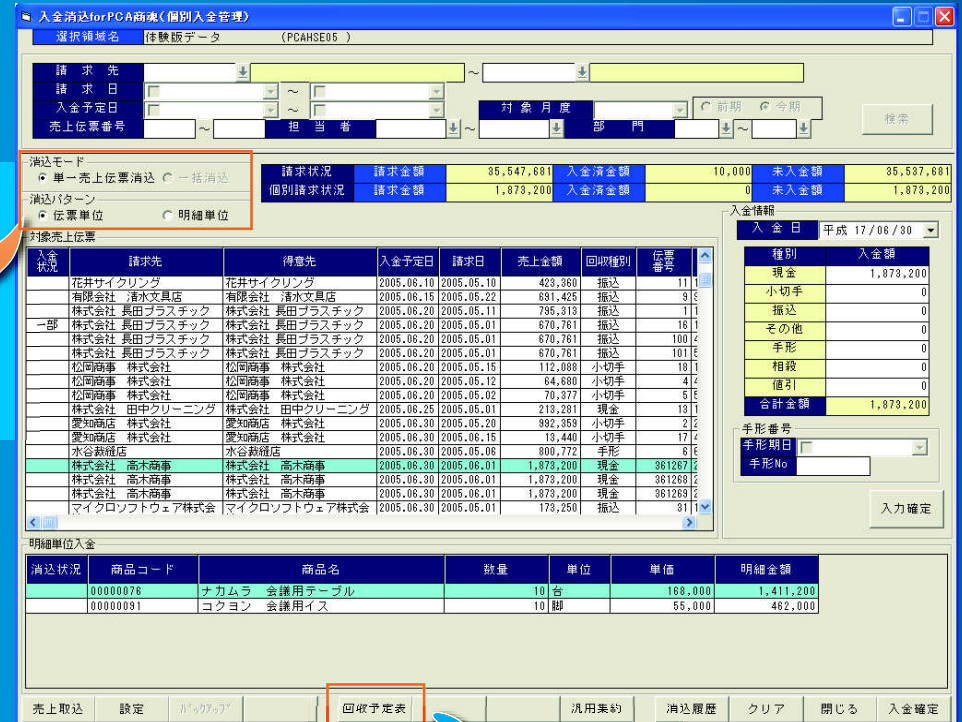 入金消込forPCA商魂(個別入金管理)
選択領域名 体験版データ (PCAHSE05 )
請 求 先 ~
請 求 日 ~
入金予定日 ~ 対 象 月 度 前期 今期 検索
売上伝票番号 ~ 担 当 者 ~ 部 門 ~
消込モード
単一売上伝票消込 一括消込
消込パターン
伝票単位 明細単位
請求状況 請求金額 35,547,681 入金済金額 10,000 未入金額 35,537,681
個別請求状況 請求金額 1,873,200 入金済金額 0 未入金額 1,873,200
対象売上伝票
入金状況 請求先 得意先 入金予定日 請求日 売上金額 回収種別 伝票番号
花井サイクリング 花井サイクリング 2005.06.10 2005.05.10 423,360 振込 11 1
有限会社 清水文具店 有限会社 清水文具店 2005.06.15 2005.05.22 691,425 振込 9 9
株式会社 長田プラスチック 株式会社 長田プラスチック 2005.06.20 2005.05.11 795,313 振込 1 1
一部 株式会社 長田プラスチック 株式会社 長田プラスチック 2005.06.20 2005.05.01 670,761 振込 16 1
株式会社 長田プラスチック 株式会社 長田プラスチック 2005.06.20 2005.05.01 670,761 振込 100 4
株式会社 長田プラスチック 株式会社 長田プラスチック 2005.06.20 2005.05.01 670,761 振込 101 5
松岡商事 株式会社 松岡商事 株式会社 2005.06.20 2005.05.15 112,088 小切手 18 1
松岡商事 株式会社 松岡商事 株式会社 2005.06.20 2005.05.12 64,680 小切手 4 4
松岡商事 株式会社 松岡商事 株式会社 2005.06.20 2005.05.02 70,377 小切手 5 5
株式会社 田中クリーニング 株式会社 田中クリーニング 2005.06.25 2005.05.01 213,281 現金 13 1
愛知商店 株式会社 愛知商店 株式会社 2005.06.30 2005.05.20 992,359 小切手 2 2
愛知商店 株式会社 愛知商店 株式会社 2005.06.30 2005.06.15 13,440 小切手 17 4
水谷裁縫店 水谷裁縫店 2005.06.30 2005.05.06 800,772 手形 6 6
株式会社 高木商事 株式会社 高木商事 2005.06.30 2005.06.01 1,873,200 現金 361267 2
株式会社 高木商事 株式会社 高木商事 2005.06.30 2005.06.01 1,873,200 現金 361268 2
株式会社 高木商事 株式会社 高木商事 2005.06.30 2005.06.01 1,873,200 現金 361269 2
マイクロソフトウェア株式会 マイクロソフトウェア株式会社 2005.06.30 2005.05.01 173,250 振込 31 1
入金情報
入 金 日 平成 17/06/30
種別 入金額
現金 1,873,200
小切手 0
振込 0
その他 0
手形 0
相殺 0
値引 0
合計金額 1,873,200
手形番号
手形期日
手形No
入力確定
明細単位入金
消込状況 商品コード 商品名 数量 単位 単価 明細金額
00000076 ナカムラ 会議用テーブル 10 台 168,000 1,411,200
00000091 コクヨン 会議用イス 10 脚 55,000 462,000
売上取込 設定 バックアップ 回収予定表 汎用集約 消込履歴 クリア 閉じる 入金確定